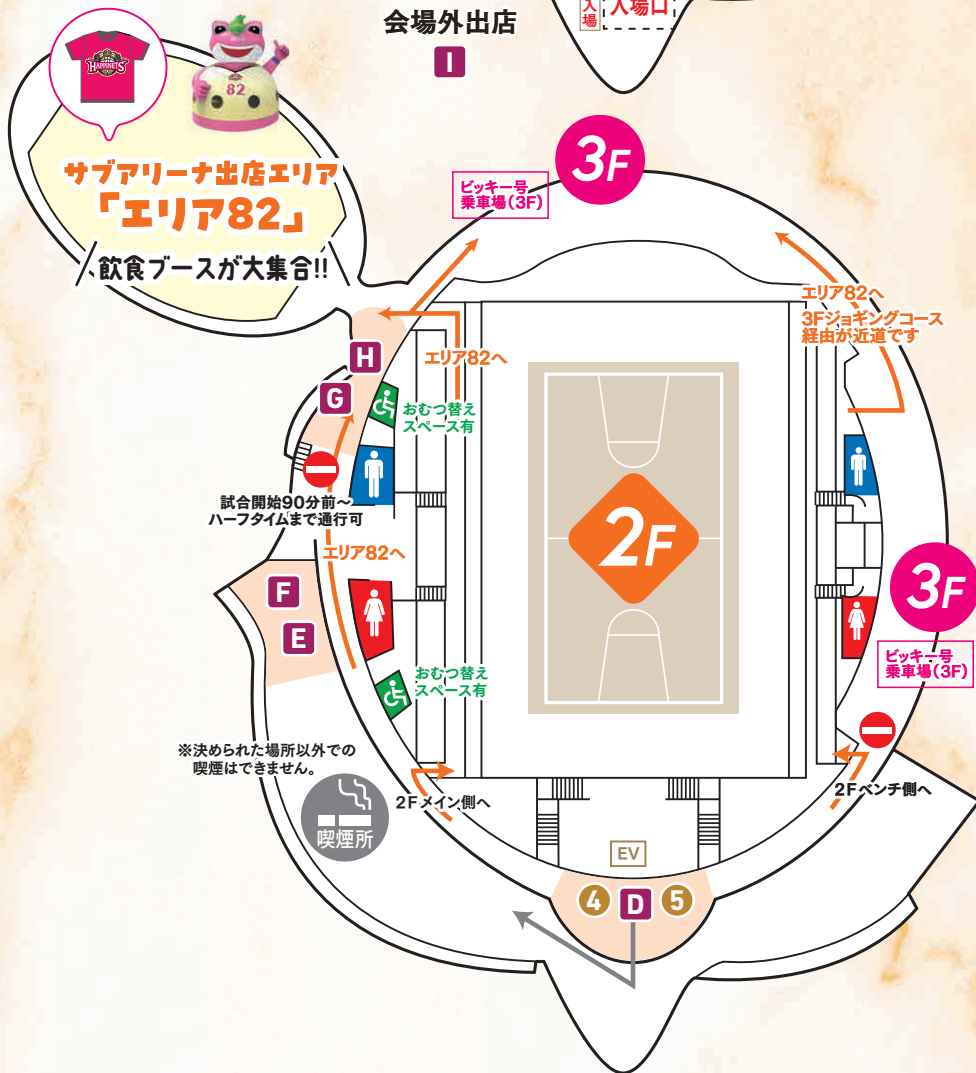 会場外出店
I
入場
入場口
HAPPINETS
82
サブアリーナ出店エリア
「エリア82」
飲食ブースが大集合!!
3F
ビッキー号
乗車場(3F)
エリア82へ
3Fジョギングコース
経由が近道です
エリア82へ
H
G
おむつ替え
スペース有
試合開始90分前〜
ハーフタイムまで通行可
エリア82へ
2F
F
E
3F
ビッキー号
乗車場(3F)
おむつ替え
スペース有
※決められた場所以外での
喫煙はできません。
喫煙所
2Fメイン側へ
2Fベンチ側へ
EV
4
D
5